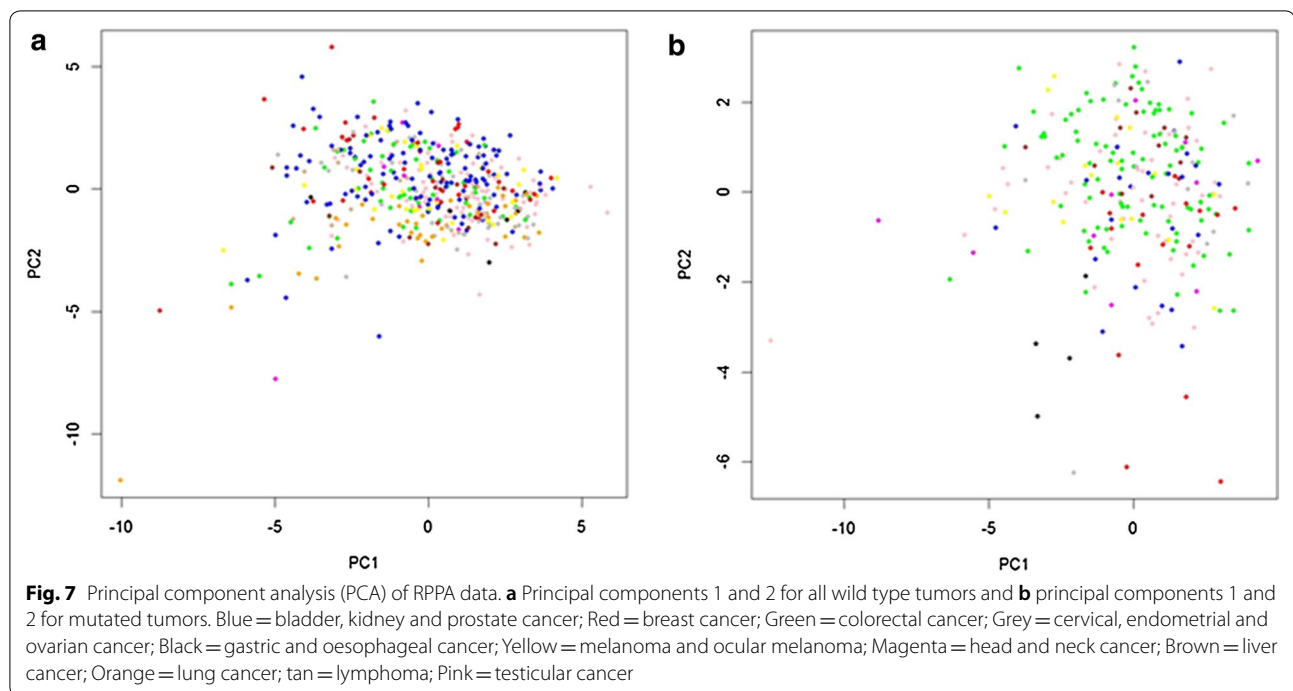 a
5
0
-5
-10
PC2
-10
-5
0
5
PC1
b
2
0
-2
-4
-6
PC2
-10
-5
0
PC1
Fig. 7 Principal component analysis (PCA) of RPPA data. a Principal components 1 and 2 for all wild type tumors and b principal components 1 and
2 for mutated tumors. Blue = bladder, kidney and prostate cancer; Red = breast cancer; Green = colorectal cancer; Grey = cervical, endometrial and
ovarian cancer; Black = gastric and oesophageal cancer; Yellow = melanoma and ocular melanoma; Magenta = head and neck cancer; Brown = liver
cancer; Orange = lung cancer; tan = lymphoma; Pink = testicular cancer